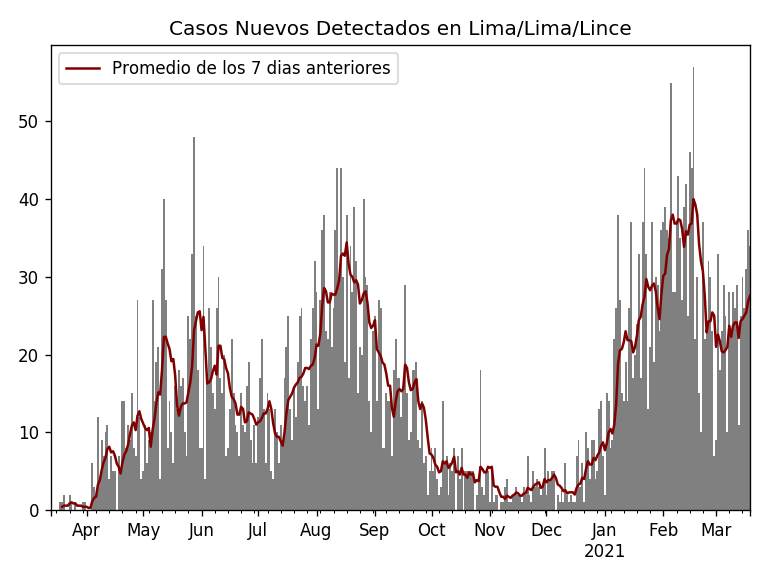 Casos Nuevos Detectados en Lima/Lima/Lince
Promedio de los 7 dias anteriores
50
40
30
20
10
0
Apr May Jun Jul Aug Sep Oct Nov Dec Jan Feb Mar
2021